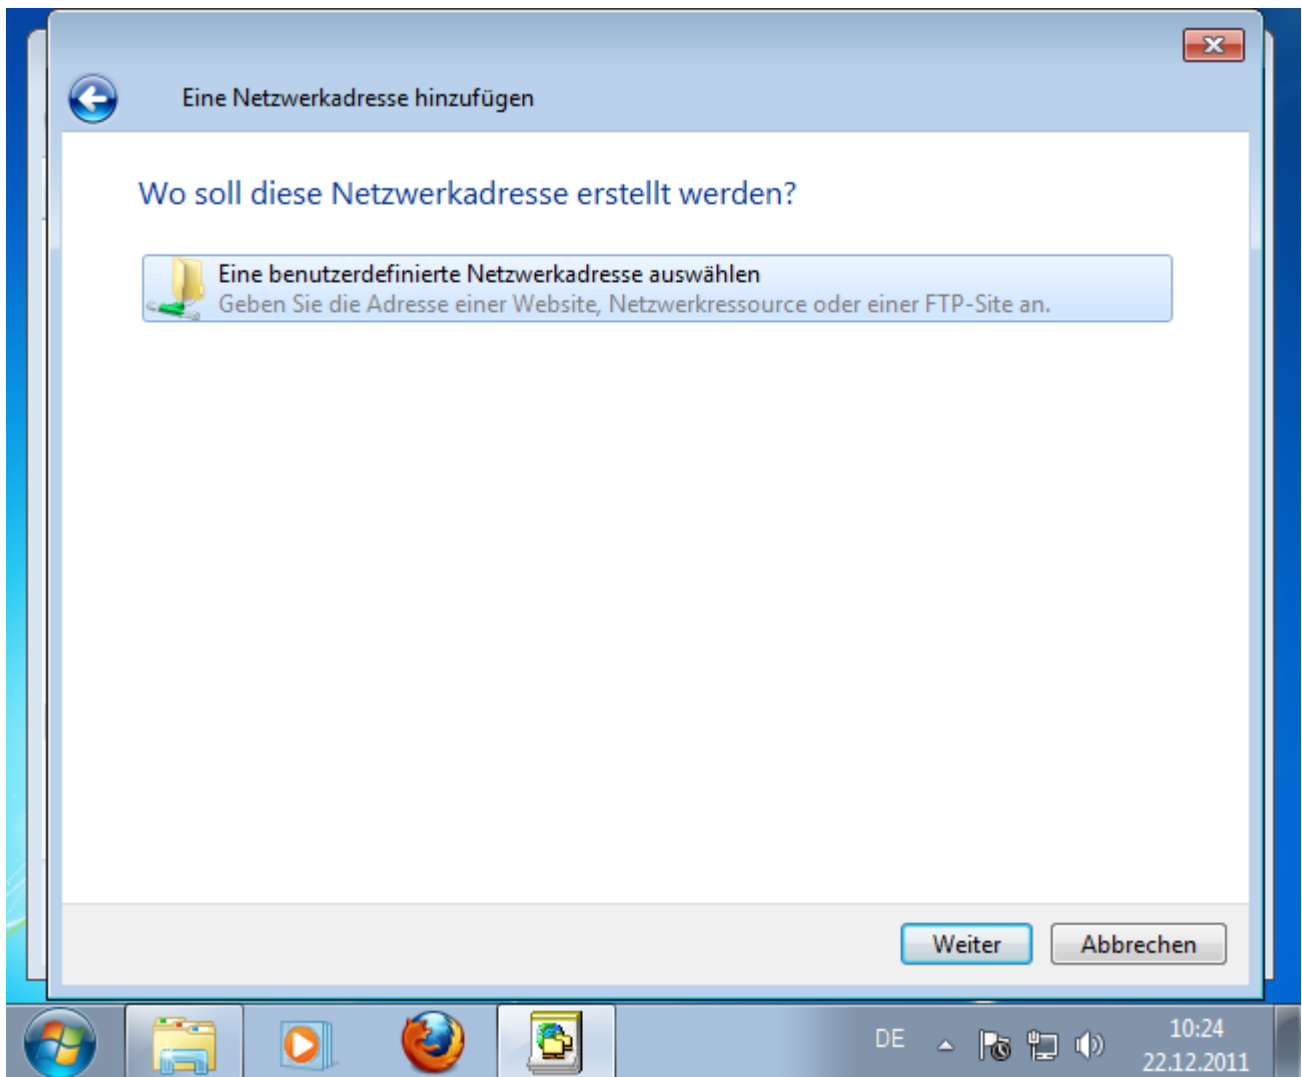 Eine Netzwerkadresse hinzufügen
Wo soll diese Netzwerkadresse erstellt werden?
Eine benutzerdefinierte Netzwerkadresse auswählen
Geben Sie die Adresse einer Website, Netzwerkressource oder einer FTP-Site an.
Weiter
Abbrechen
DE
10:24
22.12.2011